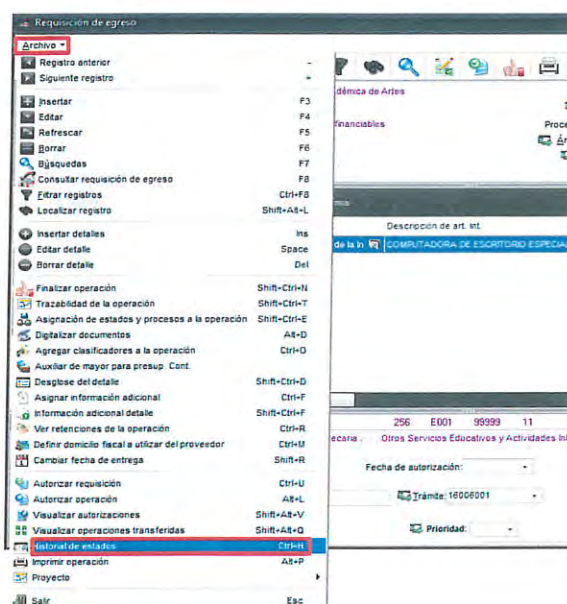 Requisición de egreso
Archivo
Registro anterior -
Siguiente registro +
Insertar F3
Editar F4
Refrescar F5
Borrar F6
Búsquedas F7
Consultar requisición de egreso F8
Filtrar registros Ctrl+F8
Localizar registro Shift+Alt+L
Insertar detalles Ins
Editar detalle Space
Borrar detalle Del
Finalizar operación Shift+Ctrl+N
Trazabilidad de la operación Shift+Ctrl+T
Asignación de estados y procesos a la operación Shift+Ctrl+E
Digitalizar documentos Alt+D
Agregar clasificadores a la operación Ctrl+O
Auxiliar de mayor para presup. Cont.
Desglose del detalle Shift+Ctrl+D
Asignar información adicional Ctrl+F
Información adicional detalle Shift+Ctrl+F
Ver retenciones de la operación Ctrl+R
Definir domicilio fiscal a utilizar del proveedor Ctrl+M
Cambiar fecha de entrega Shift+R
Autorizar requisición Ctrl+U
Autorizar operación Alt+L
Visualizar autorizaciones Shift+Alt+V
Visualizar operaciones transferidas Shift+Alt+Q
Historial de estados Ctrl+H
Imprimir operación Alt+P
Proyecto
Salir Esc
démica de Artes
financiables
Proce
Descripción de art. int.
de la In COMPUTADORA DE ESCRITORIO ESPECIAL
256 E001 99999 11
ecaria . Otros Servicios Educativos y Actividades In
Fecha de autorización:
Trámite: 16006001
Prioridad: